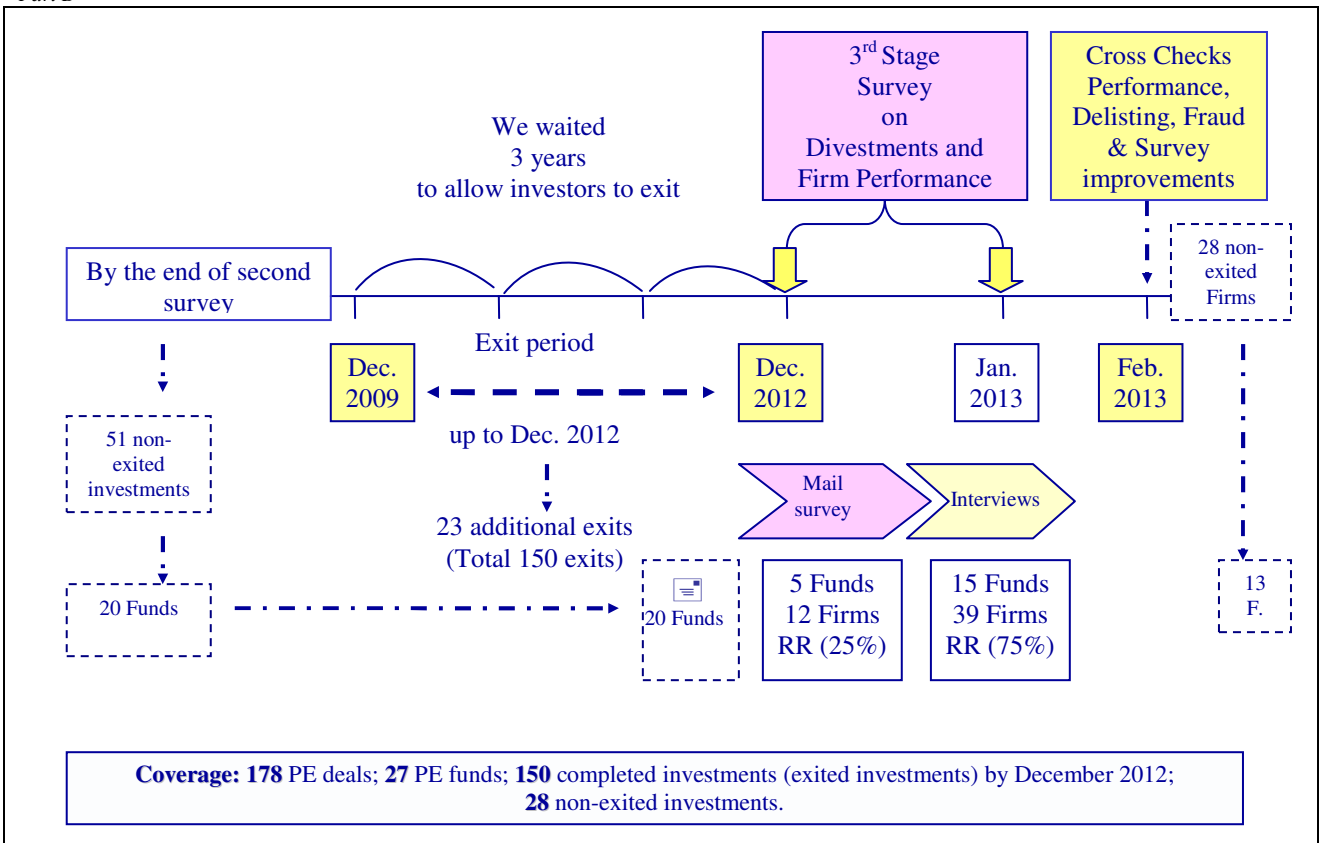 3rd Stage
Survey
on
Divestments and
Firm Performance
Cross Checks
Performance,
Delisting, Fraud
& Survey
improvements
We waited
3 years
to allow investors to exit
By the end of second
survey
28 non-
exited
Firms
Exit period
Dec.
2009
Dec.
2012
Jan.
2013
Feb.
2013
up to Dec. 2012
51 non-
exited
investments
23 additional exits
(Total 150 exits)
Mail
survey
Interviews
20 Funds
20 Funds
5 Funds
12 Firms
RR (25%)
15 Funds
39 Firms
RR (75%)
13
F.
Coverage: 178 PE deals; 27 PE funds; 150 completed investments (exited investments) by December 2012;
28 non-exited investments.